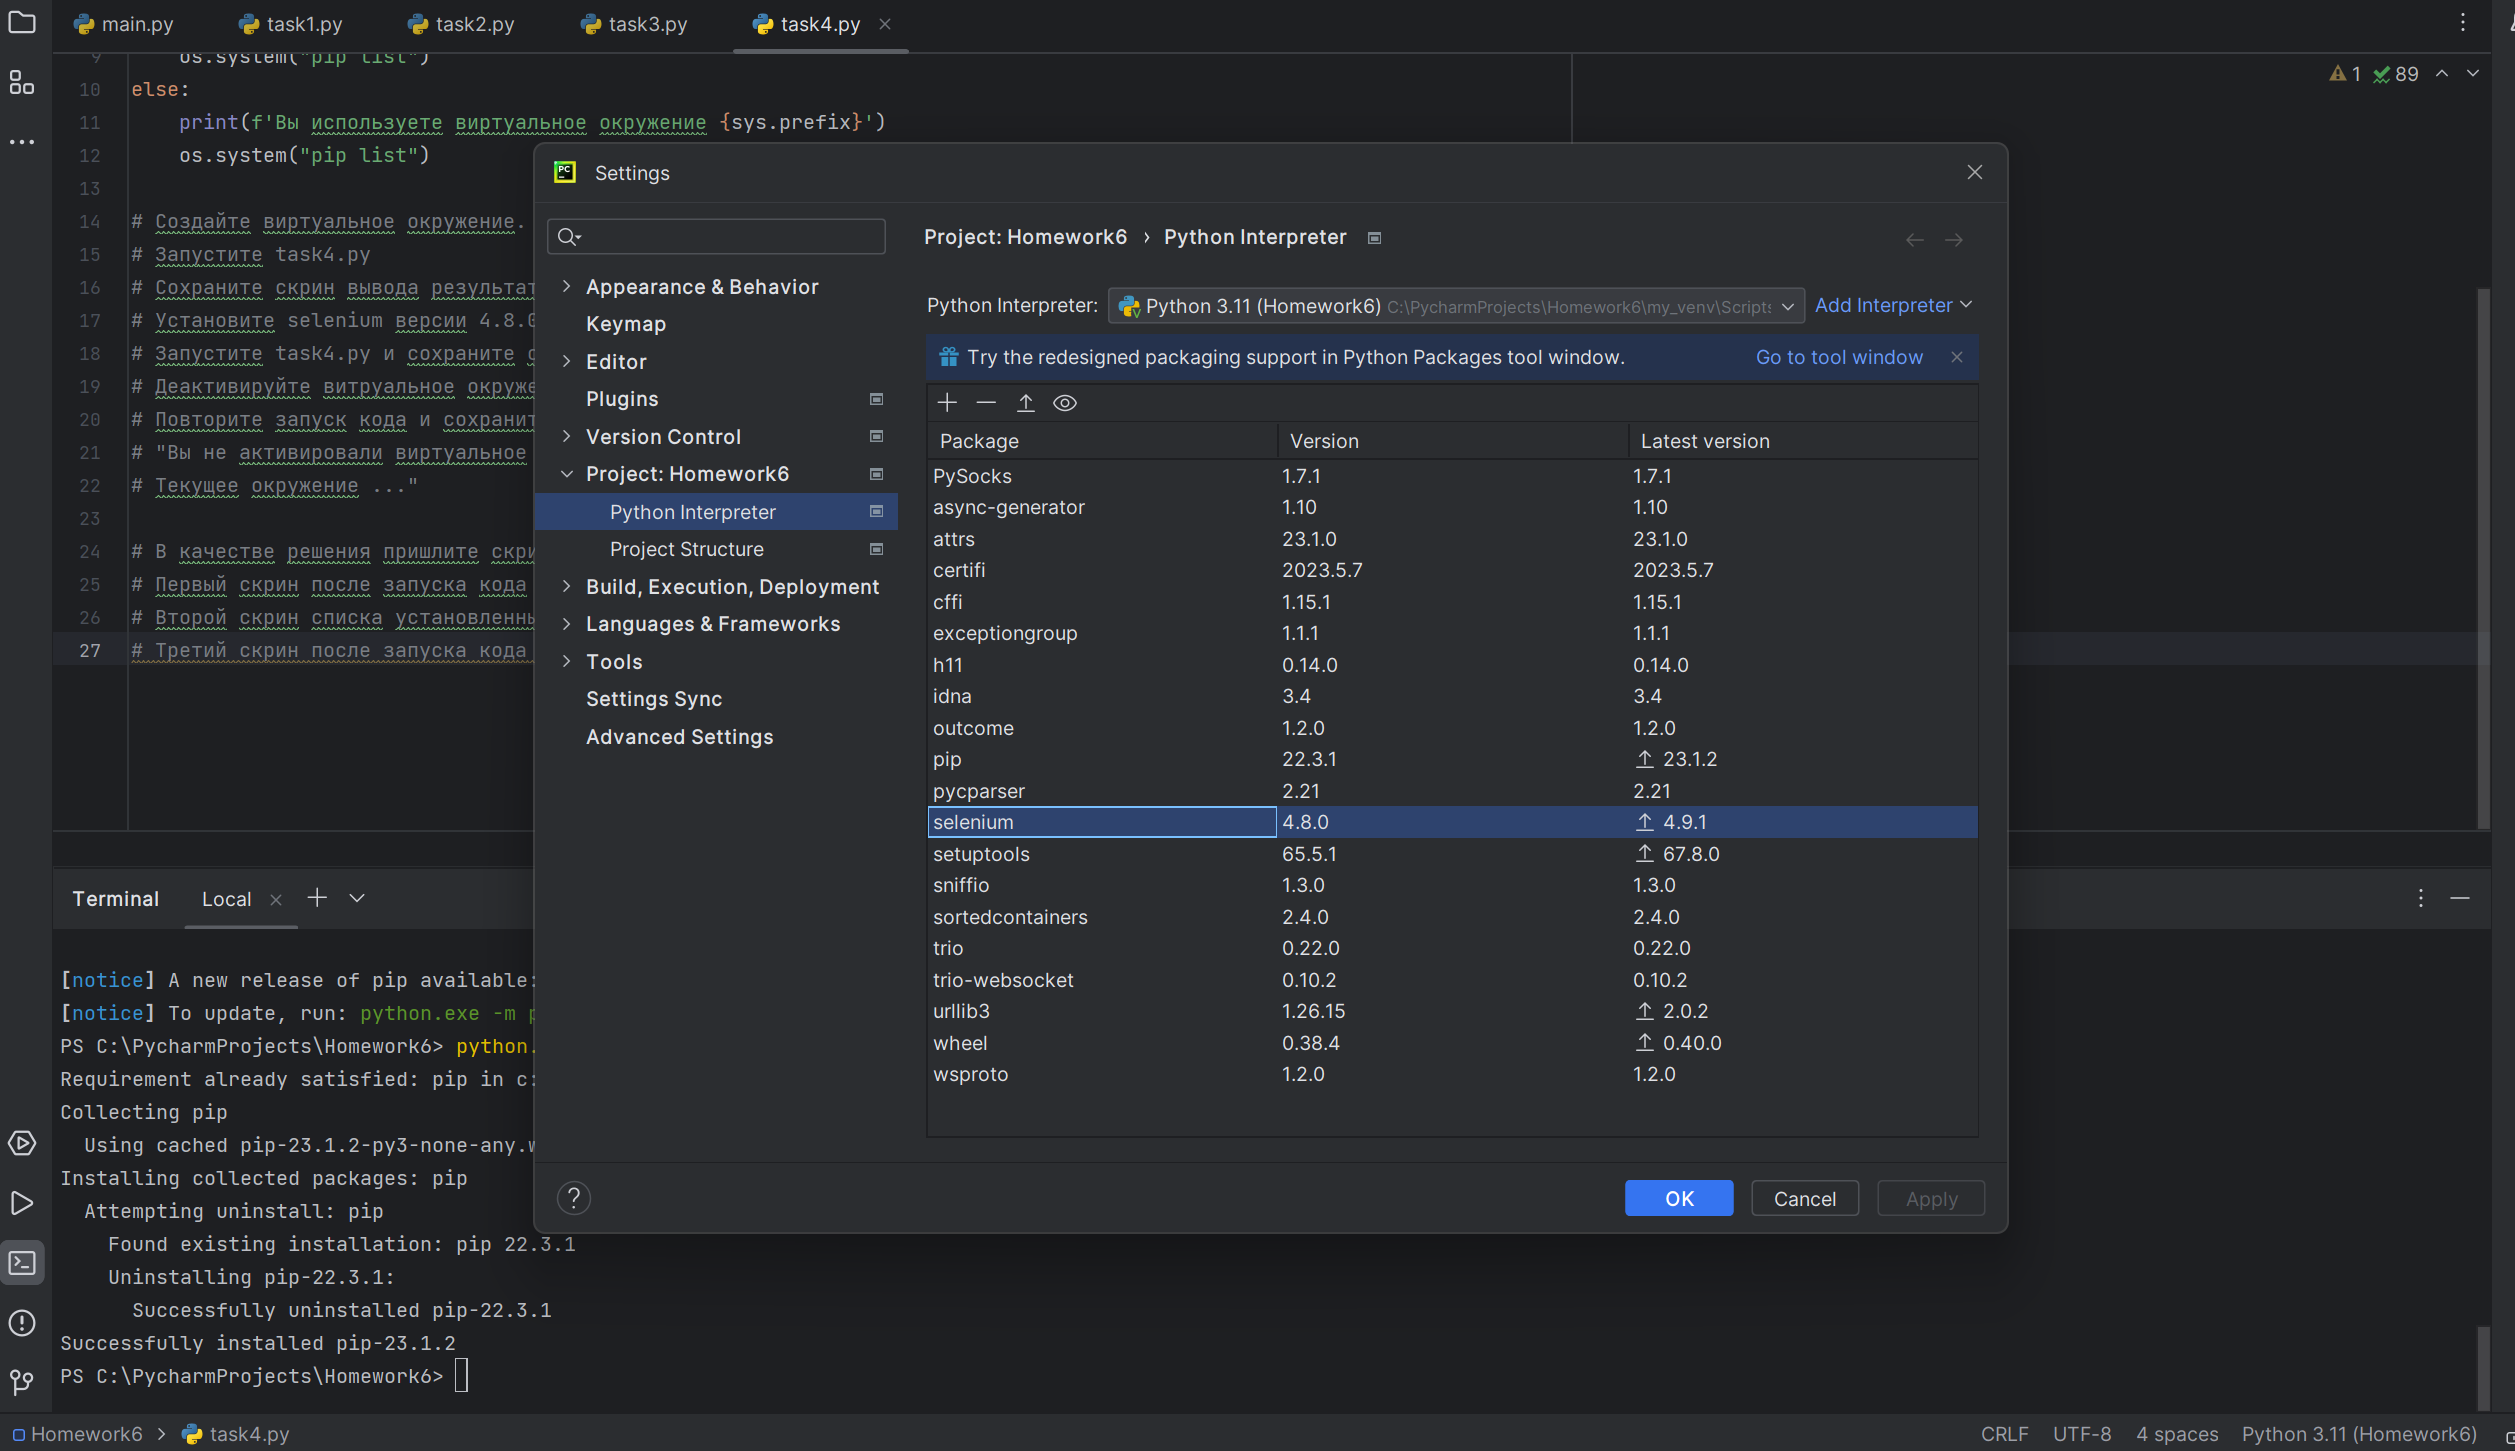 main.py
task1.py
task2.py
task3.py
task4.py
1
89
9 os.system("pip list")
10 else:
11 print(f'Вы используете виртуальное окружение {sys.prefix}')
12 os.system("pip list")
13
14 # Создайте виртуальное окружение.
15 # Запустите task4.py
16 # Сохраните скрин вывода результат
17 # Установите selenium версии 4.8.0
18 # Запустите task4.py и сохраните
19 # Деактивируйте витруальное окруже
20 # Повторите запуск кода и сохранит
21 # "Вы не активировали виртуальное
22 # Текущее окружение ..."
23
24 # В качестве решения пришлите скри
25 # Первый скрин после запуска кода
26 # Второй скрин списка установленны
27 # Третий скрин после запуска кода
Settings
Appearance & Behavior
Keymap
Editor
Plugins
Version Control
Project: Homework6
Python Interpreter
Project Structure
Build, Execution, Deployment
Languages & Frameworks
Tools
Settings Sync
Advanced Settings
Project: Homework6 › Python Interpreter
Python Interpreter: Python 3.11 (Homework6) C:\PycharmProjects\Homework6\my_venv\Scripts Add Interpreter
Try the redesigned packaging support in Python Packages tool window. Go to tool window
Package Version Latest version
PySocks 1.7.1 1.7.1
async-generator 1.10 1.10
attrs 23.1.0 23.1.0
certifi 2023.5.7 2023.5.7
cffi 1.15.1 1.15.1
exceptiongroup 1.1.1 1.1.1
h11 0.14.0 0.14.0
idna 3.4 3.4
outcome 1.2.0 1.2.0
pip 22.3.1 23.1.2
pycparser 2.21 2.21
selenium 4.8.0 4.9.1
setuptools 65.5.1 67.8.0
sniffio 1.3.0 1.3.0
sortedcontainers 2.4.0 2.4.0
trio 0.22.0 0.22.0
trio-websocket 0.10.2 0.10.2
urllib3 1.26.15 2.0.2
wheel 0.38.4 0.40.0
wsproto 1.2.0 1.2.0
?
OK
Cancel
Apply
Terminal
Local
[notice] A new release of pip available:
[notice] To update, run: python.exe -m p
PS C:\PycharmProjects\Homework6> python.
Requirement already satisfied: pip in c:
Collecting pip
Using cached pip-23.1.2-py3-none-any.w
Installing collected packages: pip
Attempting uninstall: pip
Found existing installation: pip 22.3.1
Uninstalling pip-22.3.1:
Successfully uninstalled pip-22.3.1
Successfully installed pip-23.1.2
PS C:\PycharmProjects\Homework6>
Homework6 > task4.py
CRLF
UTF-8
4 spaces
Python 3.11 (Homework6)